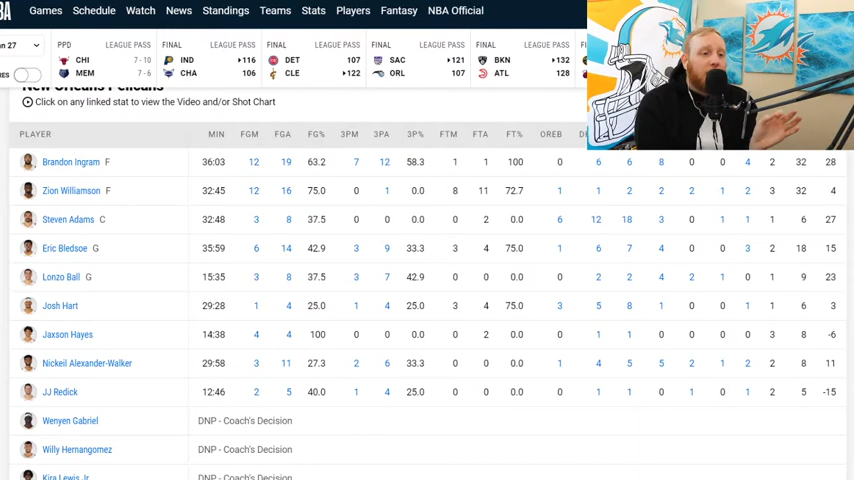 Games Schedule Watch News Standings Teams Stats Players Fantasy NBA Official
n 27
PPD LEAGUE PASS FINAL LEAGUE PASS FINAL LEAGUE PASS FINAL LEAGUE PASS FINAL
CHI 7 - 10 IND 116 DET 107 SAC 121 BKN 132
MEM 7 - 6 CHA 106 CLE 122 ORL 107 ATL 128
RES
New Orleans Pelicans
Click on any linked stat to view the Video and/or Shot Chart
PLAYER MIN FGM FGA FG% 3PM 3PA 3P% FTM FTA FT% OREB
Brandon Ingram F 36:03 12 19 63.2 7 12 58.3 1 1 100 0 6 6 8 0 0 4 2 32 28
Zion Williamson F 32:45 12 16 75.0 0 1 0.0 8 11 72.7 1 1 2 2 2 1 2 3 32 4
Steven Adams C 32:48 3 8 37.5 0 0 0.0 0 2 0.0 6 12 18 3 0 1 1 1 6 27
Eric Bledsoe G 35:59 6 14 42.9 3 9 33.3 3 4 75.0 1 6 7 4 0 0 3 2 18 15
Lonzo Ball G 15:35 3 8 37.5 3 7 42.9 0 0 0.0 0 2 2 4 2 1 0 1 9 23
Josh Hart 29:28 1 4 25.0 1 4 25.0 3 4 75.0 3 5 8 1 0 0 1 1 6 3
Jaxson Hayes 14:38 4 4 100 0 0 0.0 0 2 0.0 0 1 1 0 0 0 0 3 8 -6
Nickeil Alexander-Walker 29:58 3 11 27.3 2 6 33.3 0 0 0.0 1 4 5 5 2 1 2 2 8 11
JJ Redick 12:46 2 5 40.0 1 4 25.0 0 0 0.0 0 1 1 0 1 0 1 2 5 -15
Wenyen Gabriel DNP - Coach's Decision
Willy Hernangomez DNP - Coach's Decision
Kira Lewis Jr. DNP - Coach's Decision